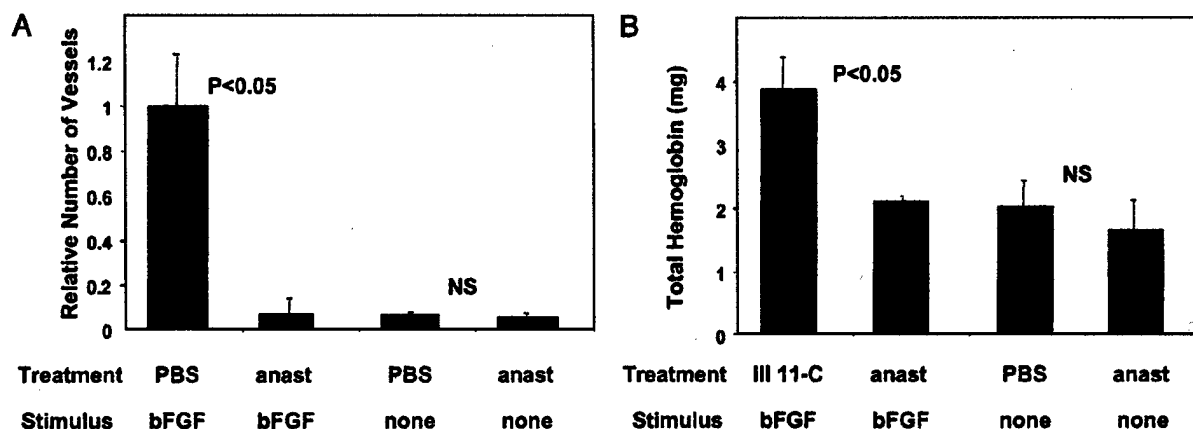 A
Relative Number of Vessels
1.2
1
0.8
0.6
0.4
0.2
0
P<0.05
NS
Treatment PBS anast PBS anast
Stimulus bFGF bFGF none none
B
Total Hemoglobin (mg)
4
3
2
1
0
P<0.05
NS
Treatment III 11-C anast PBS anast
Stimulus bFGF bFGF none none